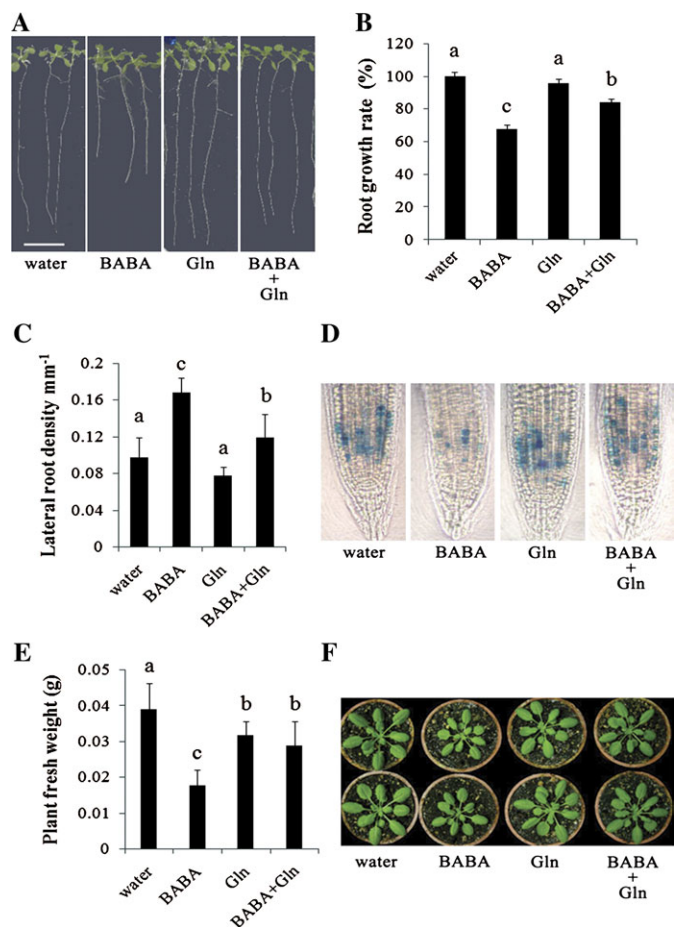 A
water
BABA
Gln
BABA
+
Gln
B
Root growth rate (%)
120
100
80
60
40
20
0
a
c
a
b
water
BABA
Gln
BABA+Gln
C
Lateral root density mm-1
0.2
0.16
0.12
0.08
0.04
0
a
c
a
b
water
BABA
Gln
BABA+Gln
D
water
BABA
Gln
BABA
+
Gln
E
Plant fresh weight (g)
0.05
0.04
0.03
0.02
0.01
0
a
c
b
b
water
BABA
Gln
BABA+Gln
F
water
BABA
Gln
BABA
+
Gln